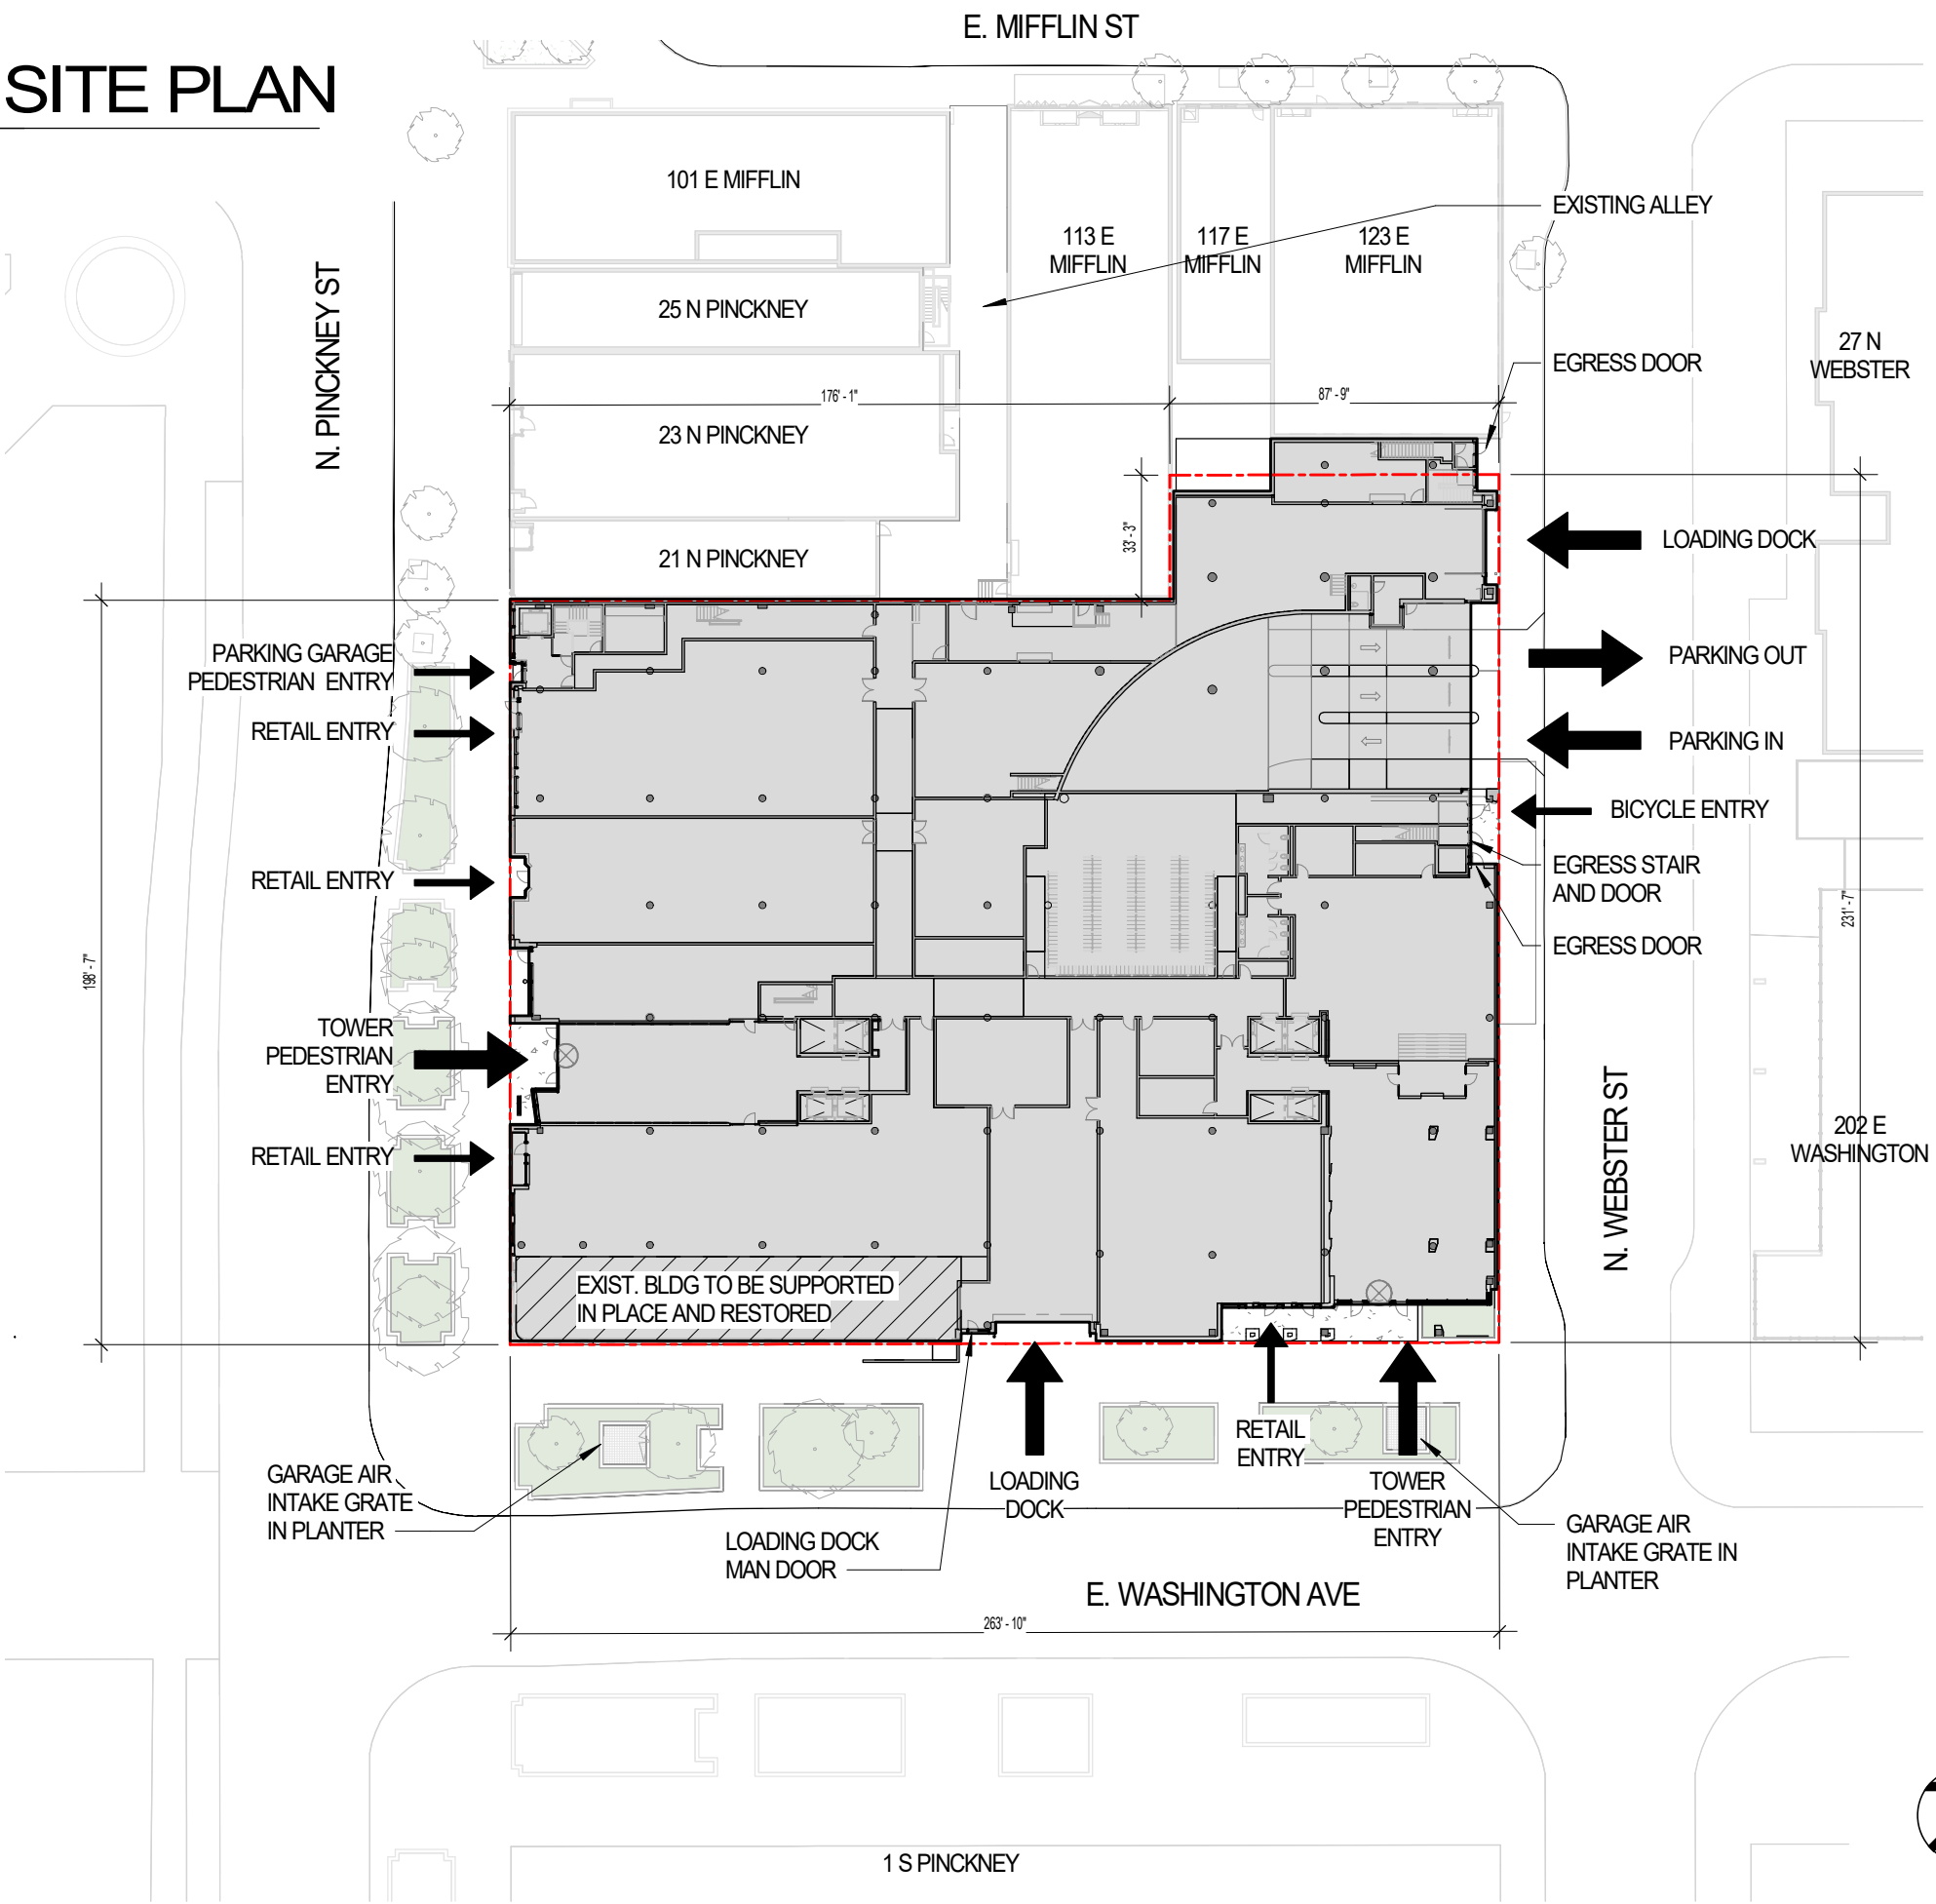 E. MIFFLIN ST
SITE PLAN
101 E MIFFLIN
EXISTING ALLEY
113 E
MIFFLIN
117 E
MIFFLIN
123 E
MIFFLIN
N. PINCKNEY ST
25 N PINCKNEY
27 N
WEBSTER
EGRESS DOOR
176' - 1"
87' - 9"
23 N PINCKNEY
33' - 3"
LOADING DOCK
21 N PINCKNEY
PARKING GARAGE
PEDESTRIAN ENTRY
PARKING OUT
RETAIL ENTRY
PARKING IN
BICYCLE ENTRY
RETAIL ENTRY
EGRESS STAIR
AND DOOR
231' - 7"
EGRESS DOOR
198' - 7"
TOWER
PEDESTRIAN
ENTRY
N. WEBSTER ST
202 E
WASHINGTON
RETAIL ENTRY
EXIST. BLDG TO BE SUPPORTED
IN PLACE AND RESTORED
RETAIL
ENTRY
GARAGE AIR
INTAKE GRATE
IN PLANTER
LOADING
DOCK
TOWER
PEDESTRIAN
ENTRY
LOADING DOCK
MAN DOOR
GARAGE AIR
INTAKE GRATE IN
PLANTER
E. WASHINGTON AVE
263' - 10"
1 S PINCKNEY